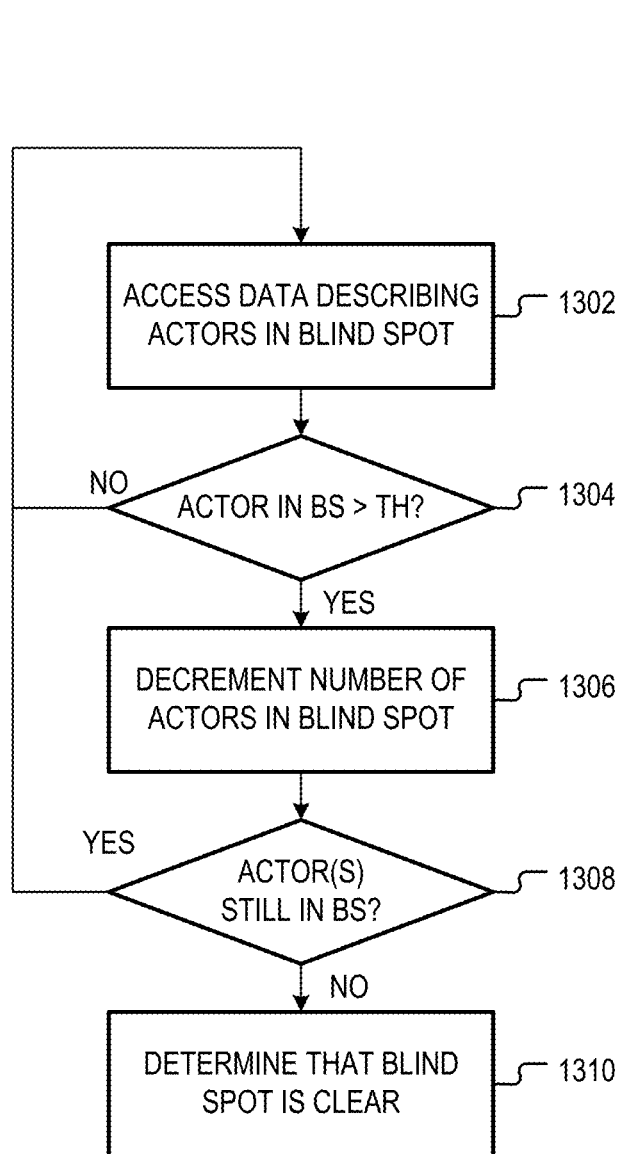 ACCESS DATA DESCRIBING
ACTORS IN BLIND SPOT
1302
NO
ACTOR IN BS > TH?
1304
YES
DECREMENT NUMBER OF
ACTORS IN BLIND SPOT
1306
YES
ACTOR(S)
STILL IN BS?
1308
NO
DETERMINE THAT BLIND
SPOT IS CLEAR
1310